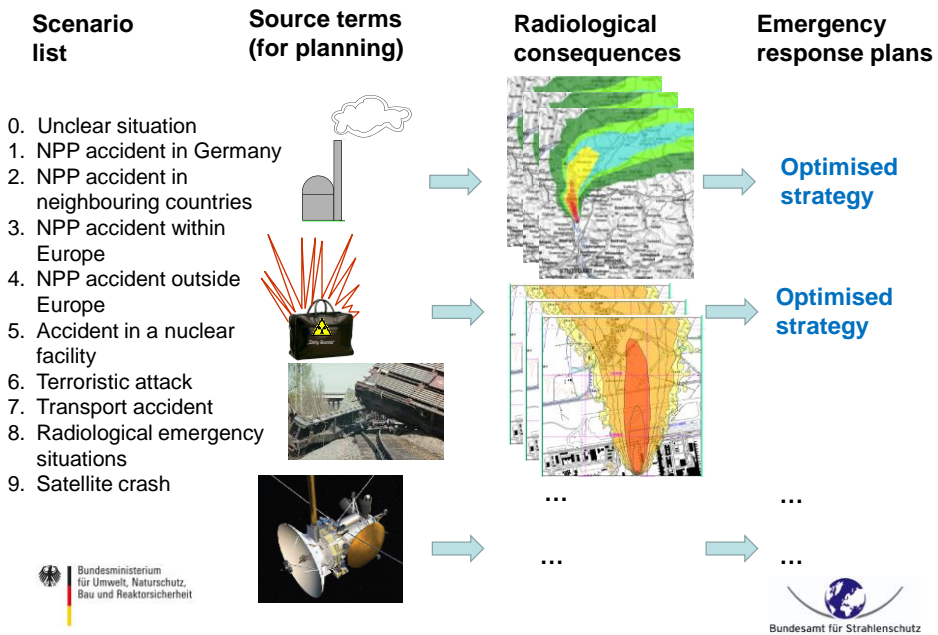 Scenario
list
Source terms
(for planning)
Radiological
consequences
Emergency
response plans
0. Unclear situation
1. NPP accident in Germany
2. NPP accident in
neighbouring countries
3. NPP accident within
Europe
4. NPP accident outside
Europe
5. Accident in a nuclear
facility
6. Terroristic attack
7. Transport accident
8. Radiological emergency
situations
9. Satellite crash
Optimised
strategy
Optimised
strategy
...
...
...
...
Bundesministerium
für Umwelt, Naturschutz,
Bau und Reaktorsicherheit
Bundesamt für Strahlenschutz